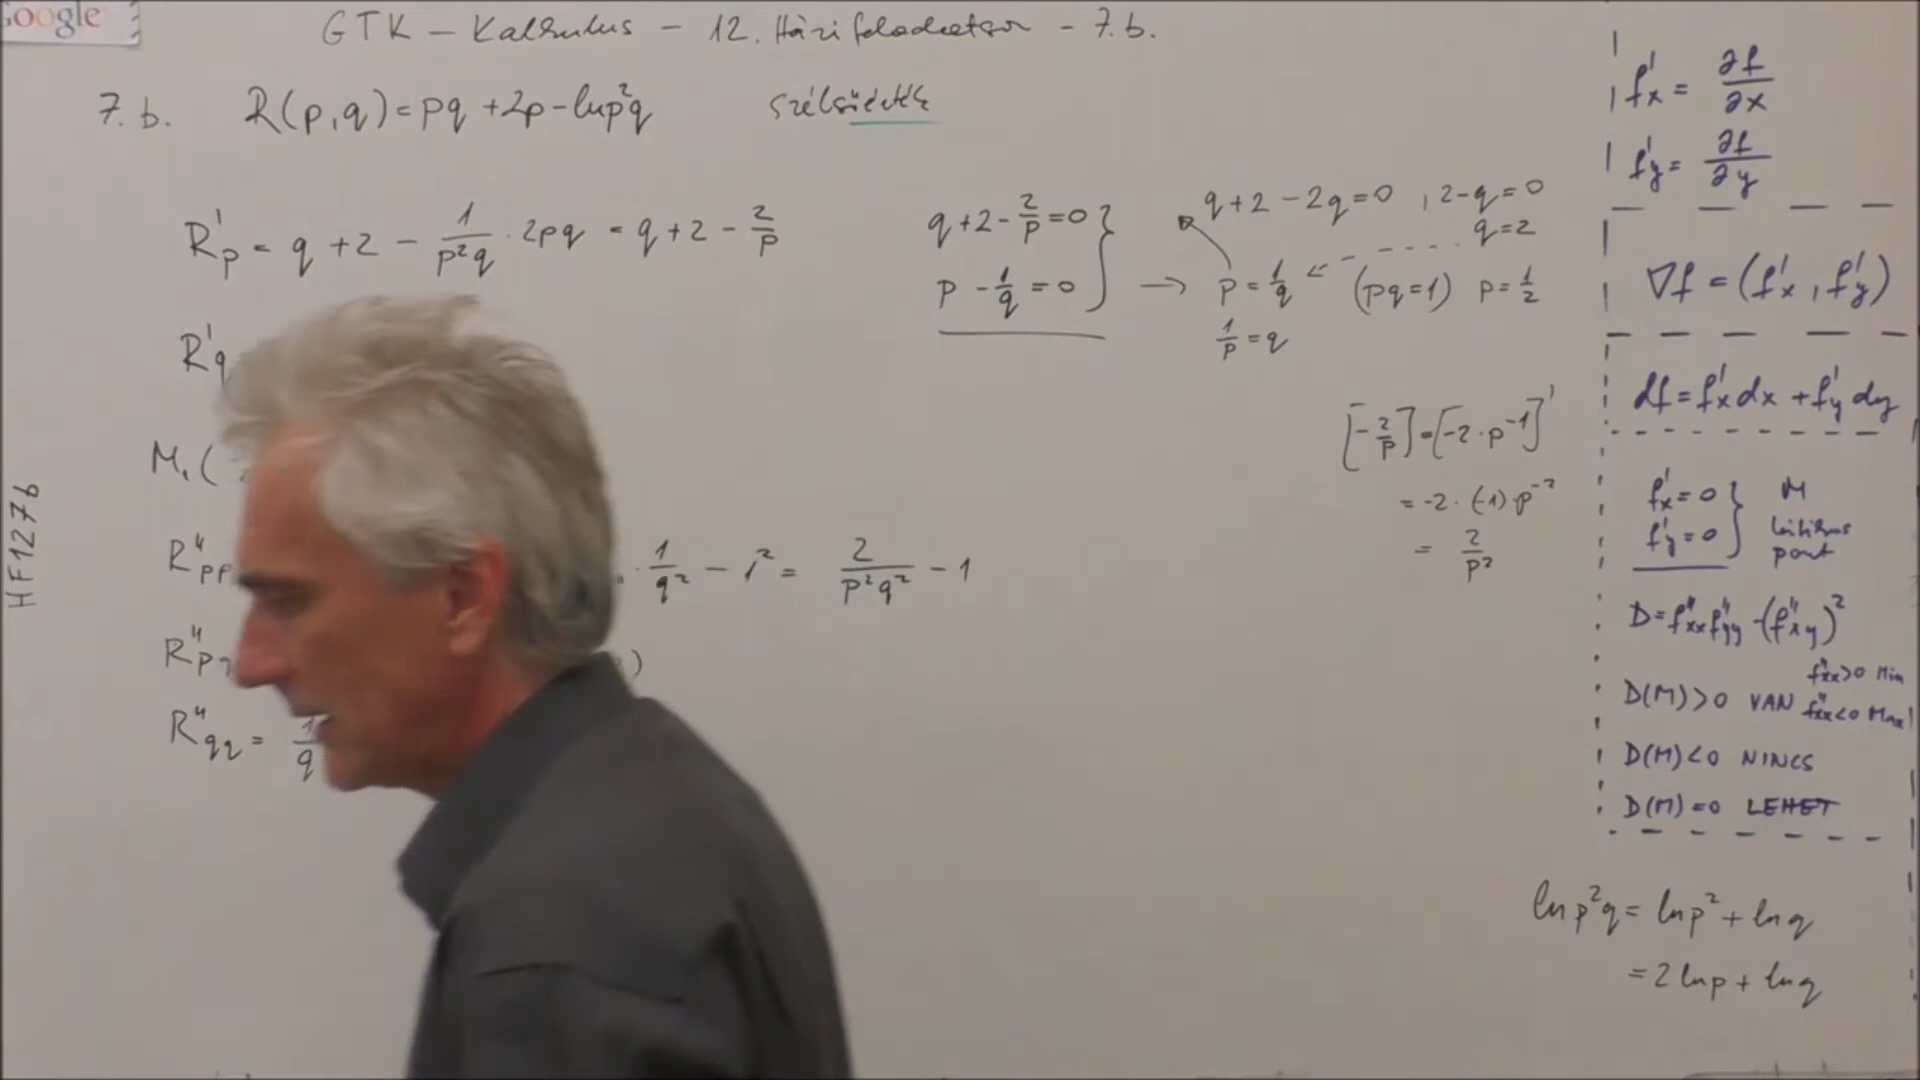 Google
GTK – Kalkulus – 12. Házi feladatsor – 7.b.
7.b. R(p,q) = pq + 2p - ln p²q szélsőérték
R'p = q + 2 - 1/(p²q) · 2pq = q + 2 - 2/p
R'q
M₁(
R''pp · 1/q² - 1² = 2/(p²q²) - 1
R''p )
R''qq = 1/q
q + 2 - 2/p = 0 }
p - 1/q = 0 } → p = 1/q ← (pq=1) p = 1/2
1/p = q
q + 2 - 2q = 0 , 2 - q = 0
q = 2
[-2/p] = [-2 · p⁻¹]'
= -2 · (-1) · p⁻²
= 2/p²
f'x = ∂f/∂x
f'y = ∂f/∂y
∇f = (f'x, f'y)
df = f'x dx + f'y dy
f'x = 0 } M
f'y = 0 } kritikus
pont
D = f''xx f''yy - (f''xy)²
D(M) > 0 VAN f''xx>0 Min
f''xx<0 Max
D(M) < 0 NINCS
D(M) = 0 LEHET
ln p²q = ln p² + ln q
= 2 ln p + ln q
HF127b